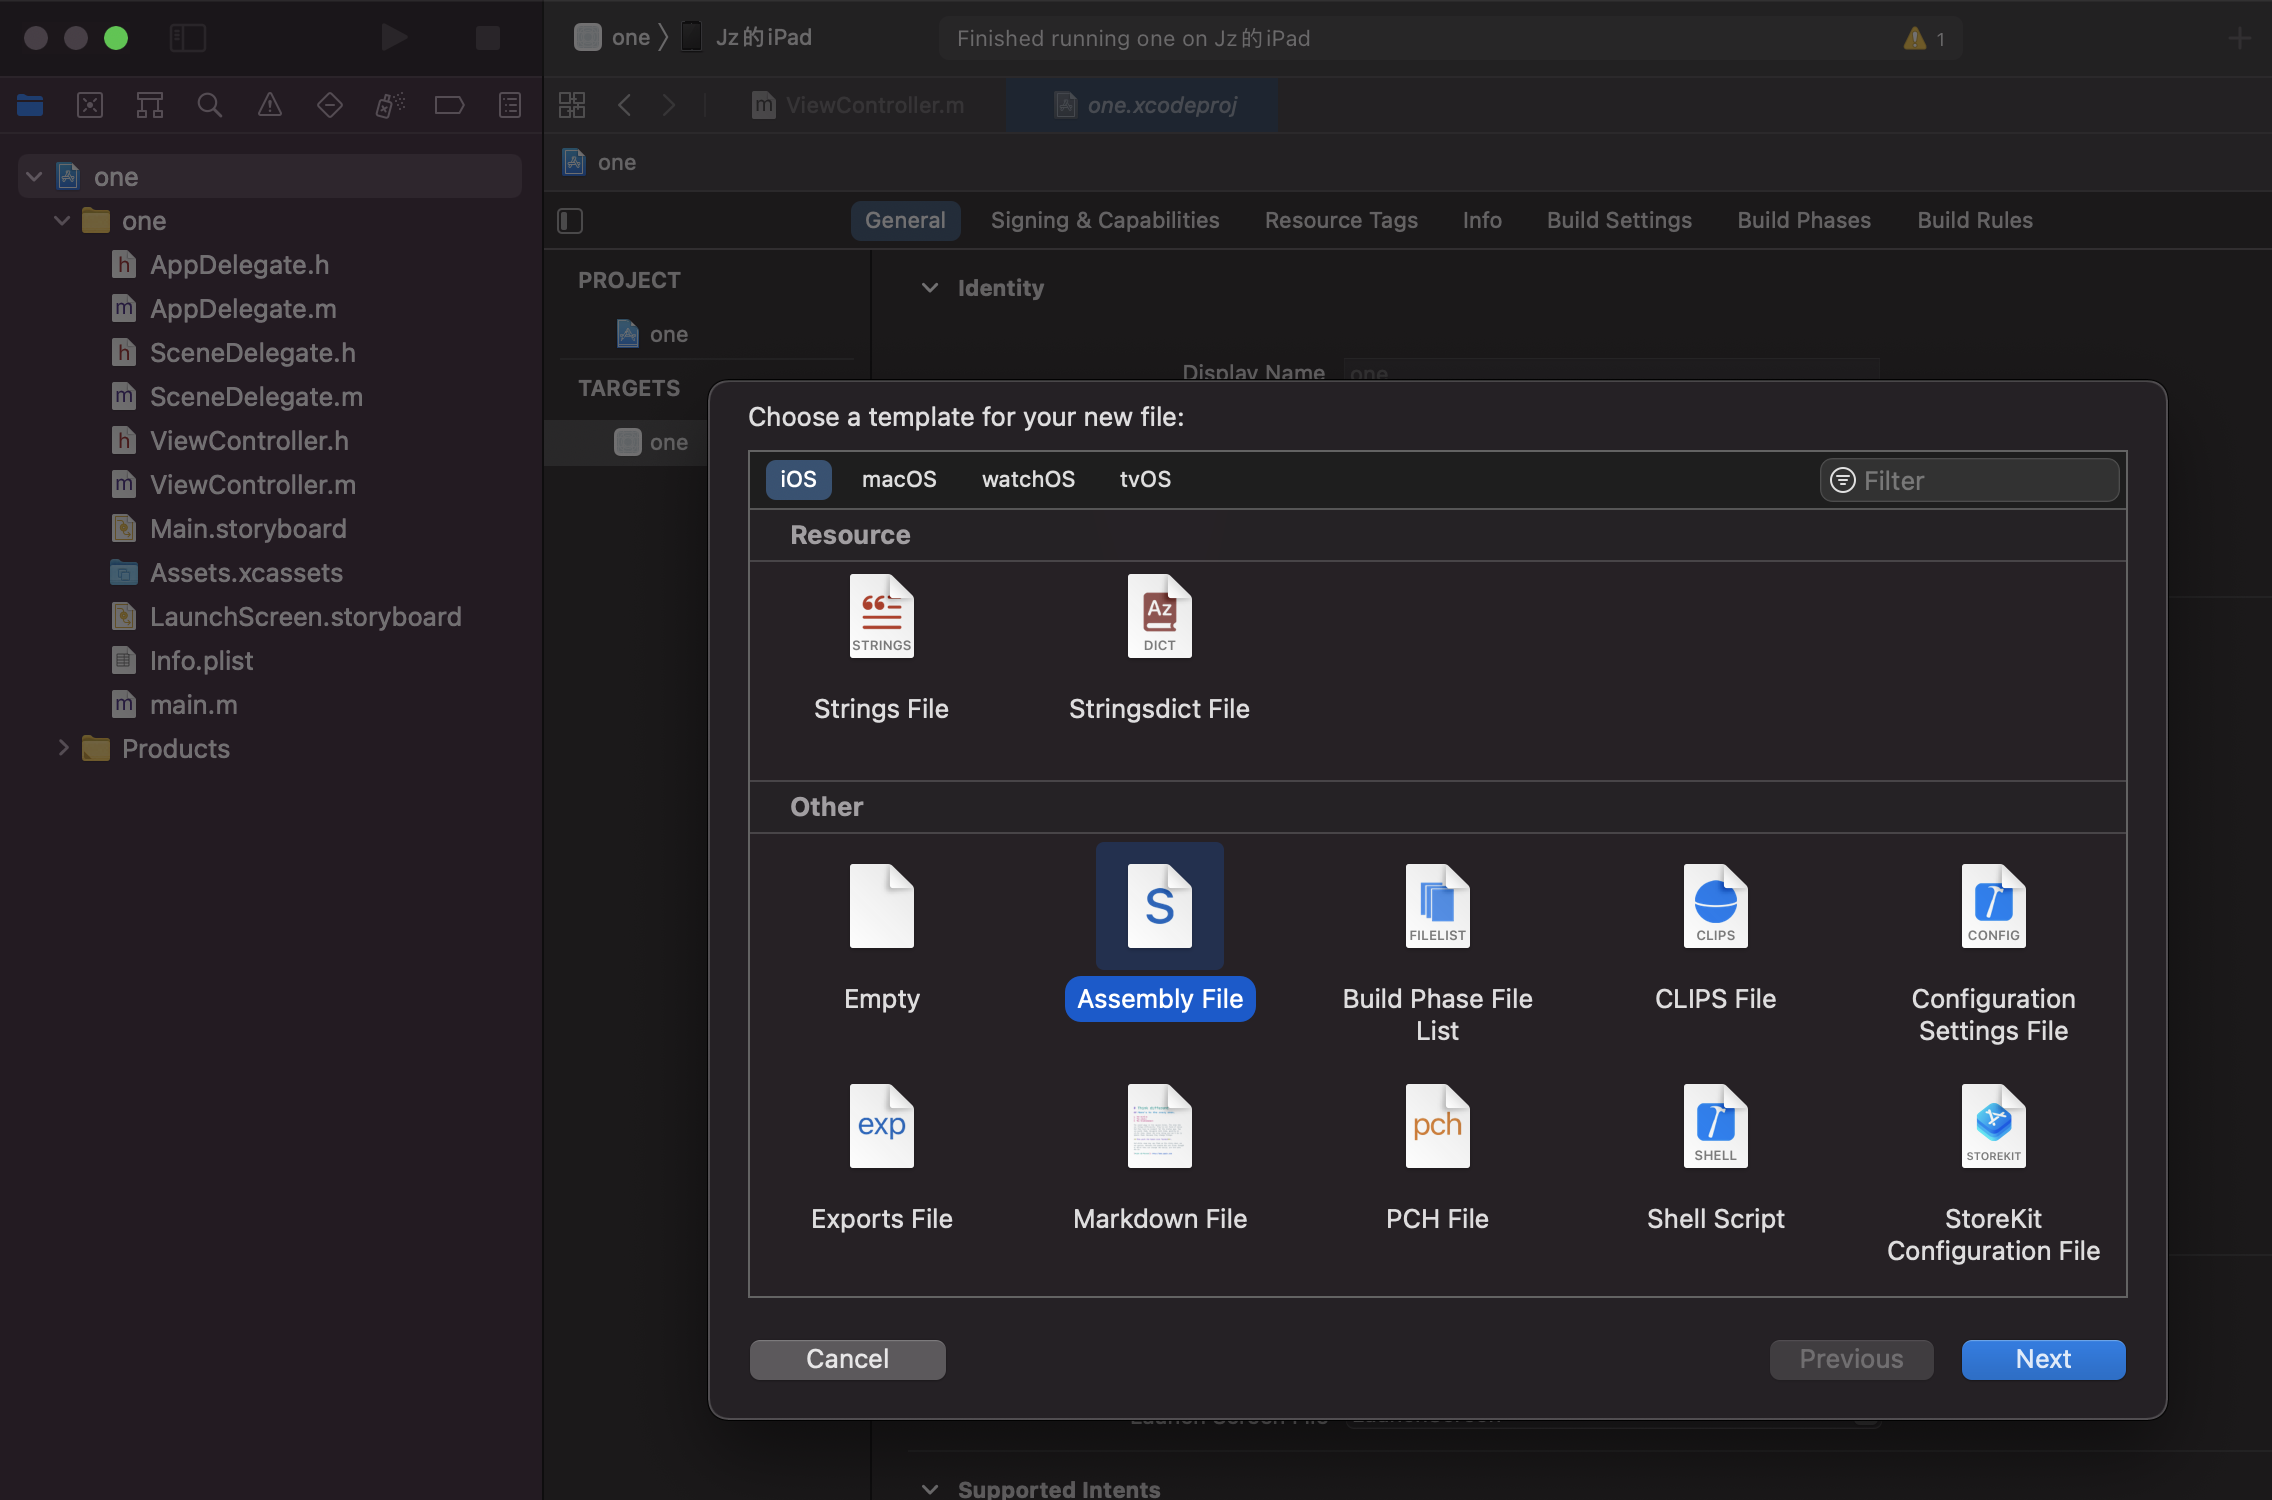 one
Jz的iPad
Finished running one on Jz的iPad
1
ViewController.m
one.xcodeproj
one
one
one
AppDelegate.h
AppDelegate.m
SceneDelegate.h
SceneDelegate.m
ViewController.h
ViewController.m
Main.storyboard
Assets.xcassets
LaunchScreen.storyboard
Info.plist
main.m
Products
General
Signing & Capabilities
Resource Tags
Info
Build Settings
Build Phases
Build Rules
PROJECT
one
TARGETS
one
Identity
Display Name
one
Choose a template for your new file:
iOS
macOS
watchOS
tvOS
Filter
Resource
STRINGS
Az
DICT
Strings File
Stringsdict File
Other
S
FILELIST
CLIPS
CONFIG
Empty
Assembly File
Build Phase File
List
CLIPS File
Configuration
Settings File
exp
pch
SHELL
STOREKIT
Exports File
Markdown File
PCH File
Shell Script
StoreKit
Configuration File
Cancel
Previous
Next
Launch Screen File
LaunchScreen
Supported Intents